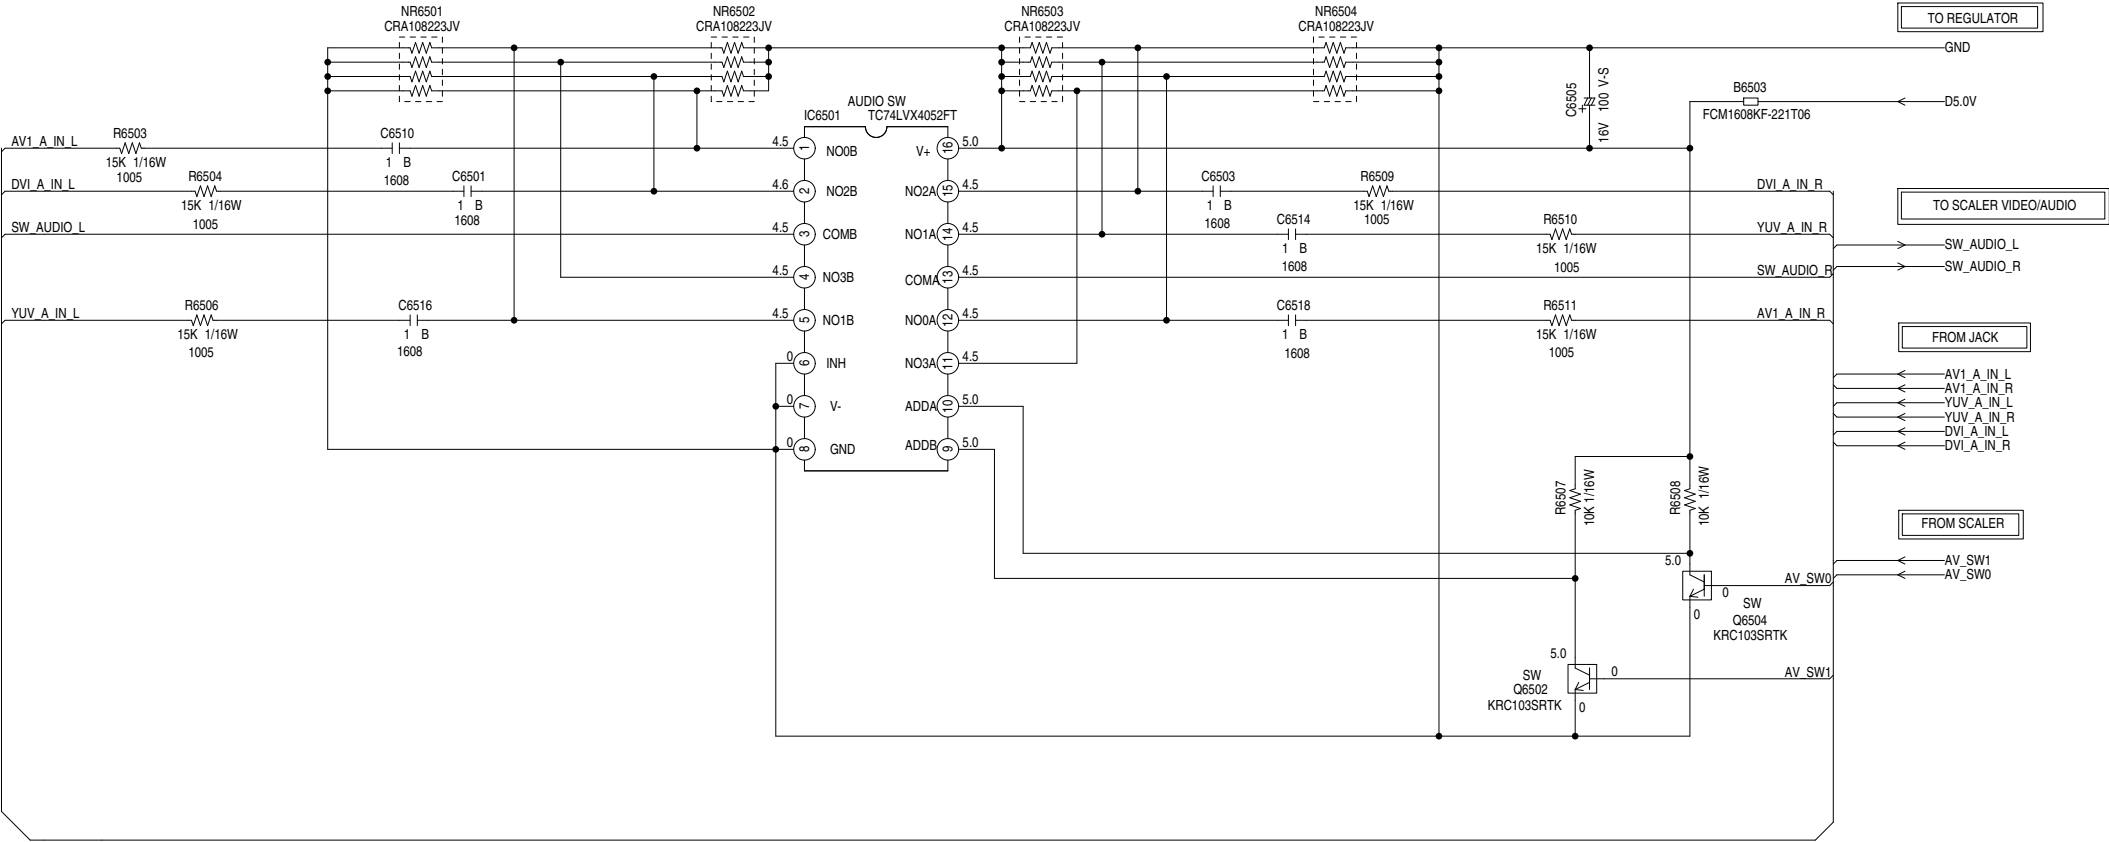 NR6501
CRA108223JV
NR6502
CRA108223JV
NR6503
CRA108223JV
NR6504
CRA108223JV
TO REGULATOR
GND
C6505
+
16V 100 V-S
B6503
FCM1608KF-221T06
D5.0V
AUDIO SW
IC6501
TC74LVX4052FT
AV1_A_IN_L
R6503
15K 1/16W
1005
C6510
1 B
1608
4.5
1
NO0B
V+
16
5.0
DVI_A_IN_L
R6504
15K 1/16W
1005
C6501
1 B
1608
4.6
2
NO2B
NO2A
15
4.5
C6503
1 B
1608
R6509
15K 1/16W
1005
DVI_A_IN_R
TO SCALER VIDEO/AUDIO
SW_AUDIO_L
4.5
3
COMB
NO1A
14
4.5
C6514
1 B
1608
R6510
15K 1/16W
1005
YUV_A_IN_R
SW_AUDIO_L
SW_AUDIO_R
4.5
4
NO3B
COMA
13
4.5
SW_AUDIO_R
YUV_A_IN_L
R6506
15K 1/16W
1005
C6516
1 B
1608
4.5
5
NO1B
NO0A
12
4.5
C6518
1 B
1608
R6511
15K 1/16W
1005
AV1_A_IN_R
FROM JACK
0
6
INH
NO3A
11
4.5
AV1_A_IN_L
AV1_A_IN_R
YUV_A_IN_L
YUV_A_IN_R
DVI_A_IN_L
DVI_A_IN_R
0
7
V-
ADDA
10
5.0
0
8
GND
ADDB
9
5.0
R6507
10K 1/16W
R6508
10K 1/16W
FROM SCALER
AV_SW1
AV_SW0
5.0
AV_SW0
0
0
SW
Q6504
KRC103SRTK
5.0
SW
Q6502
KRC103SRTK
0
0
AV_SW1